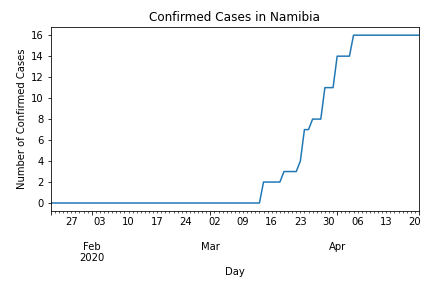 Confirmed Cases in Namibia
Number of Confirmed Cases
16
14
12
10
8
6
4
2
0
27 03 10 17 24 02 09 16 23 30 06 13 20
Feb Mar Apr
2020
Day